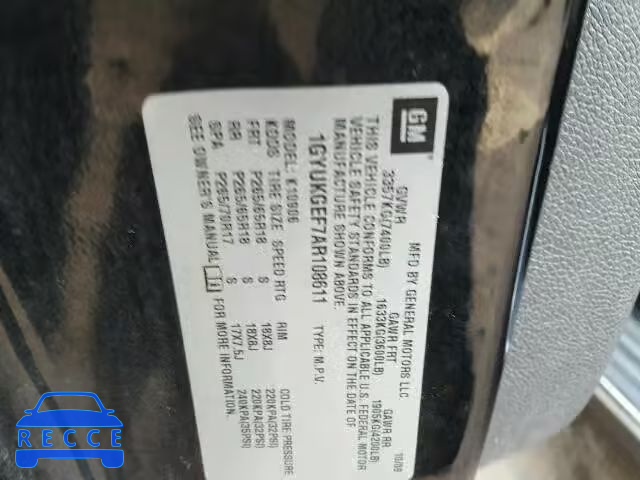 GM
MFD BY GENERAL MOTORS LLC 10/09
GVWR GAWR FRT GAWR RR
3357KG(7400LB) 1633KG(3600LB) 1905KG(4200LB)
THIS VEHICLE CONFORMS TO ALL APPLICABLE U.S. FEDERAL MOTOR
VEHICLE SAFETY STANDARDS IN EFFECT ON THE DATE OF
MANUFACTURE SHOWN ABOVE.
1GYUKGEF7AR108611 TYPE: M.P.V.
MODEL: K10906
TIRE SIZE SPEED RTG RIM COLD TIRE PRESSURE
FRT P265/65R18 S 18X8J 220KPA(32PSI)
RR P265/65R18 S 18X8J 220KPA(32PSI)
SPA P265/70R17 S 17X7.5J 240KPA(35PSI)
SEE OWNER'S MANUAL FOR MORE INFORMATION.
AUTOBIDMASTER